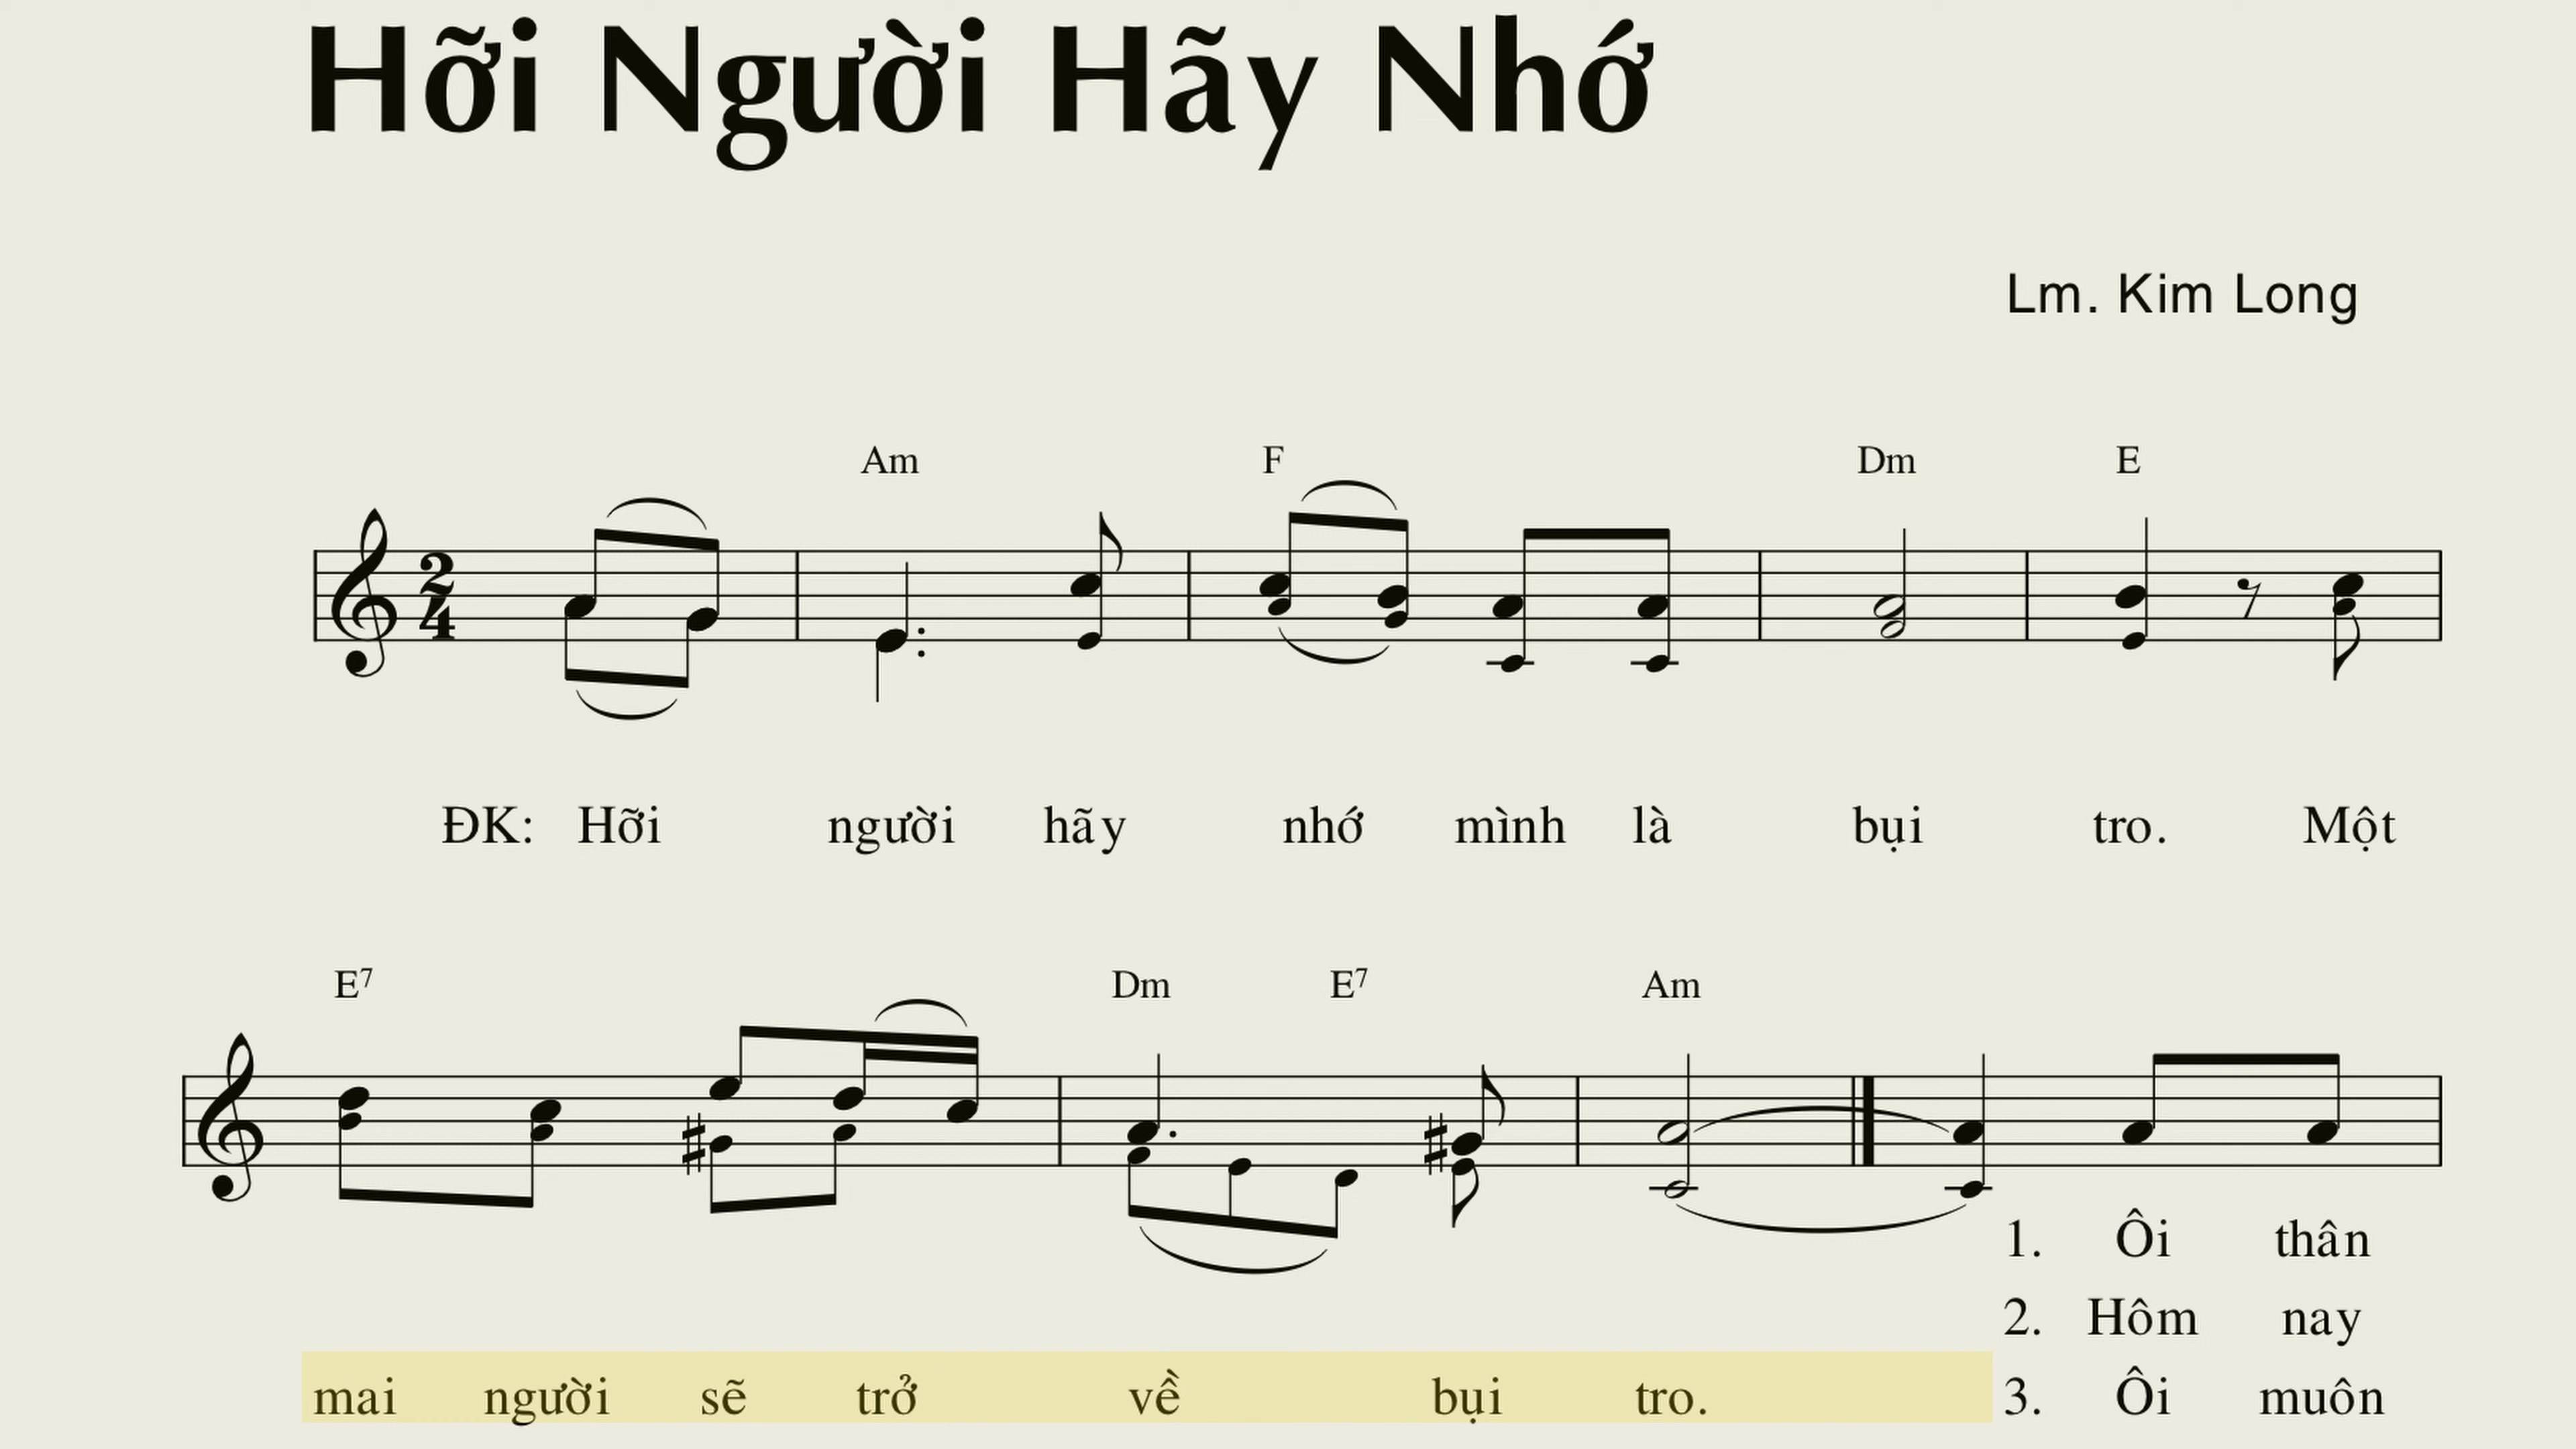 Hỡi Người Hãy Nhớ
Lm. Kim Long
Am F Dm E
ĐK: Hỡi người hãy nhớ mình là bụi tro. Một
E7 Dm E7 Am
1. Ôi thân
2. Hôm nay
mai người sẽ trở về bụi tro. 3. Ôi muôn